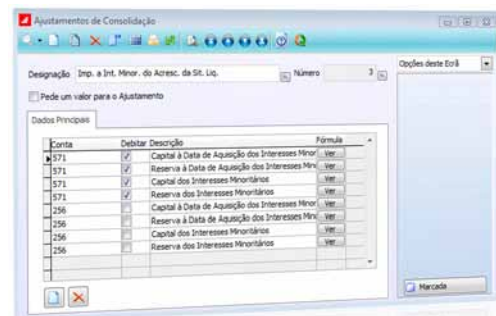 Ajustamentos de Consolidação
Designação Imp. a Int. Minor. do Acresc. da Sit. Liq. Número 3
Opções deste Ecrã
Pede um valor para o Ajustamento
Dados Principais
Conta Debitar Descrição Fórmula
571 Capital à Data de Aquisição dos Interesses Minor Ver
571 Reserva à Data de Aquisição dos Interesses Min Ver
571 Capital dos Interesses Minoritários Ver
571 Reserva dos Interesses Minoritários Ver
256 Capital à Data de Aquisição dos Interesses Minor Ver
256 Reserva à Data de Aquisição dos Interesses Min Ver
256 Capital dos Interesses Minoritários Ver
256 Reserva dos Interesses Minoritários Ver
Marcada